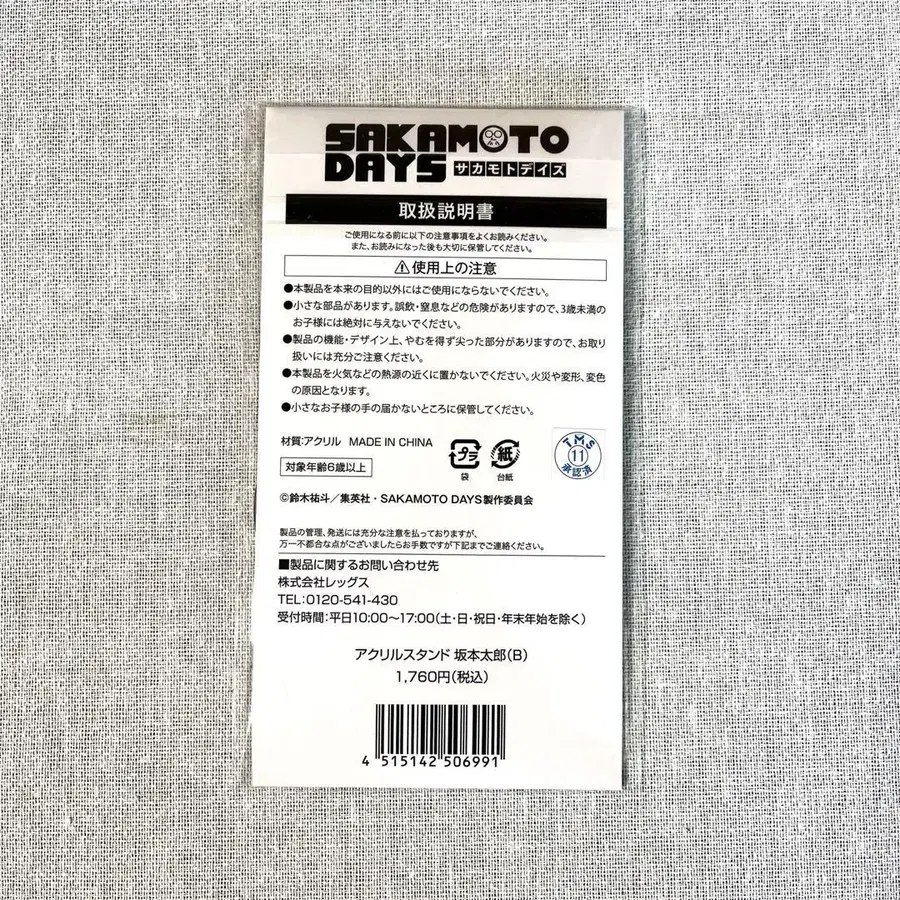 SAKAMOTO
DAYS サカモトデイズ
取扱説明書
ご使用になる前に以下の注意事項をよくお読みください。
また、お読みになった後も大切に保管してください。
⚠使用上の注意
●本製品を本来の目的以外にはご使用にならないでください。
●小さな部品があります。誤飲・窒息などの危険がありますので、3歳未満の
お子様には絶対に与えないでください。
●製品の機能・デザイン上、やむを得ず尖った部分がありますので、お取り
扱いには充分ご注意ください。
●本製品を火気などの熱源の近くに置かないでください。火災や変形、変色
の原因となります。
●小さなお子様の手の届かないところに保管してください。
材質:アクリル MADE IN CHINA
プラ
袋
紙
台紙
TMS
11
承認済
対象年齢6歳以上
©鈴木祐斗/集英社・SAKAMOTO DAYS製作委員会
製品の管理、発送には充分な注意を払っておりますが、
万一不都合な点がございましたらお手数ですが下記までご連絡ください。
■製品に関するお問い合わせ先
株式会社レッグス
TEL:0120-541-430
受付時間:平日10:00〜17:00(土・日・祝日・年末年始を除く)
アクリルスタンド 坂本太郎(B)
1,760円(税込)
4 515142 506991